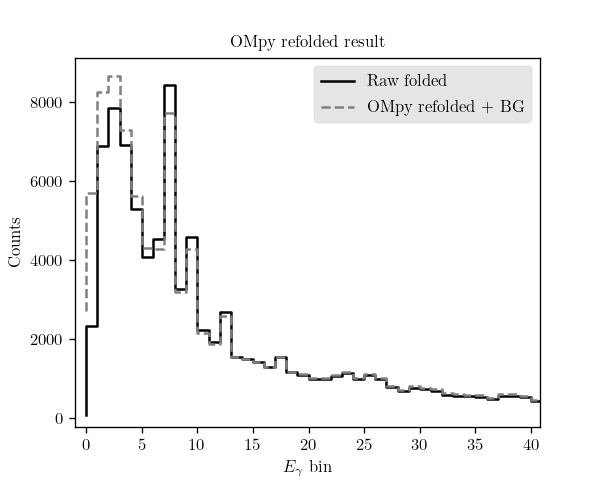 OMpy refolded result
Raw folded
OMpy refolded + BG
8000
6000
4000
2000
0
Counts
0 5 10 15 20 25 30 35 40
E_γ bin